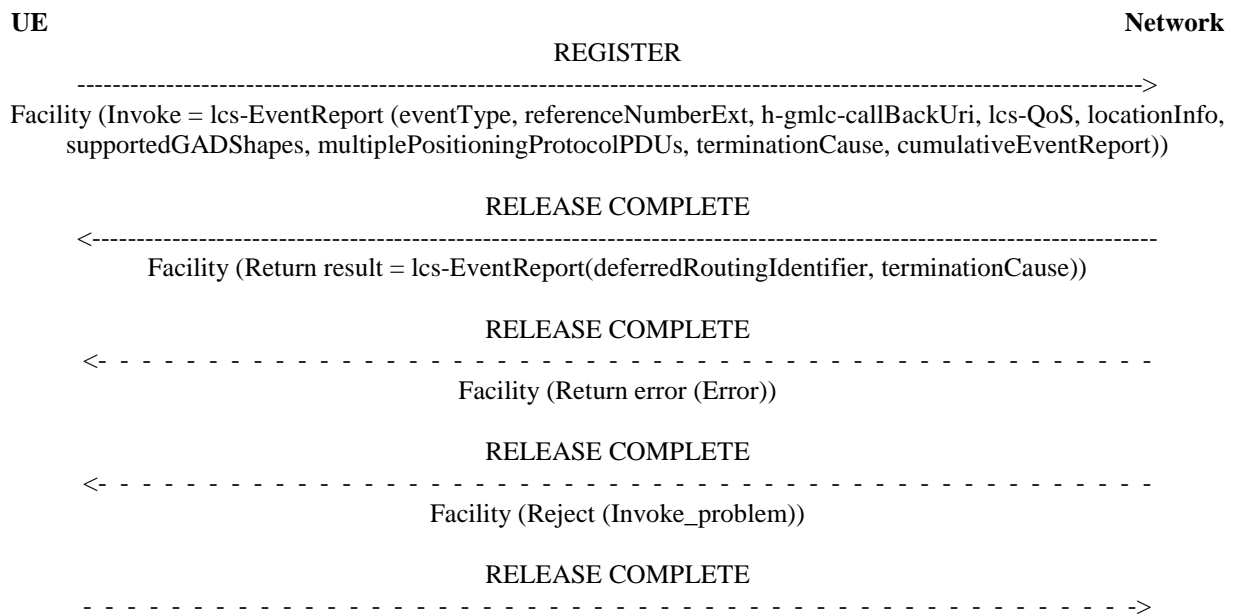 UE Network
REGISTER
------------------------------------------------------------------------------------------------------------------------->
Facility (Invoke = lcs-EventReport (eventType, referenceNumberExt, h-gmlc-callBackUri, lcs-QoS, locationInfo,
supportedGADShapes, multiplePositioningProtocolPDUs, terminationCause, cumulativeEventReport))
RELEASE COMPLETE
<-------------------------------------------------------------------------------------------------------------------------
Facility (Return result = lcs-EventReport(deferredRoutingIdentifier, terminationCause))
RELEASE COMPLETE
<- - - - - - - - - - - - - - - - - - - - - - - - - - - - - - - - - - - - - - - - - - - - - - - -
Facility (Return error (Error))
RELEASE COMPLETE
<- - - - - - - - - - - - - - - - - - - - - - - - - - - - - - - - - - - - - - - - - - - - - - - -
Facility (Reject (Invoke_problem))
RELEASE COMPLETE
- - - - - - - - - - - - - - - - - - - - - - - - - - - - - - - - - - - - - - - - - - - - - - - ->